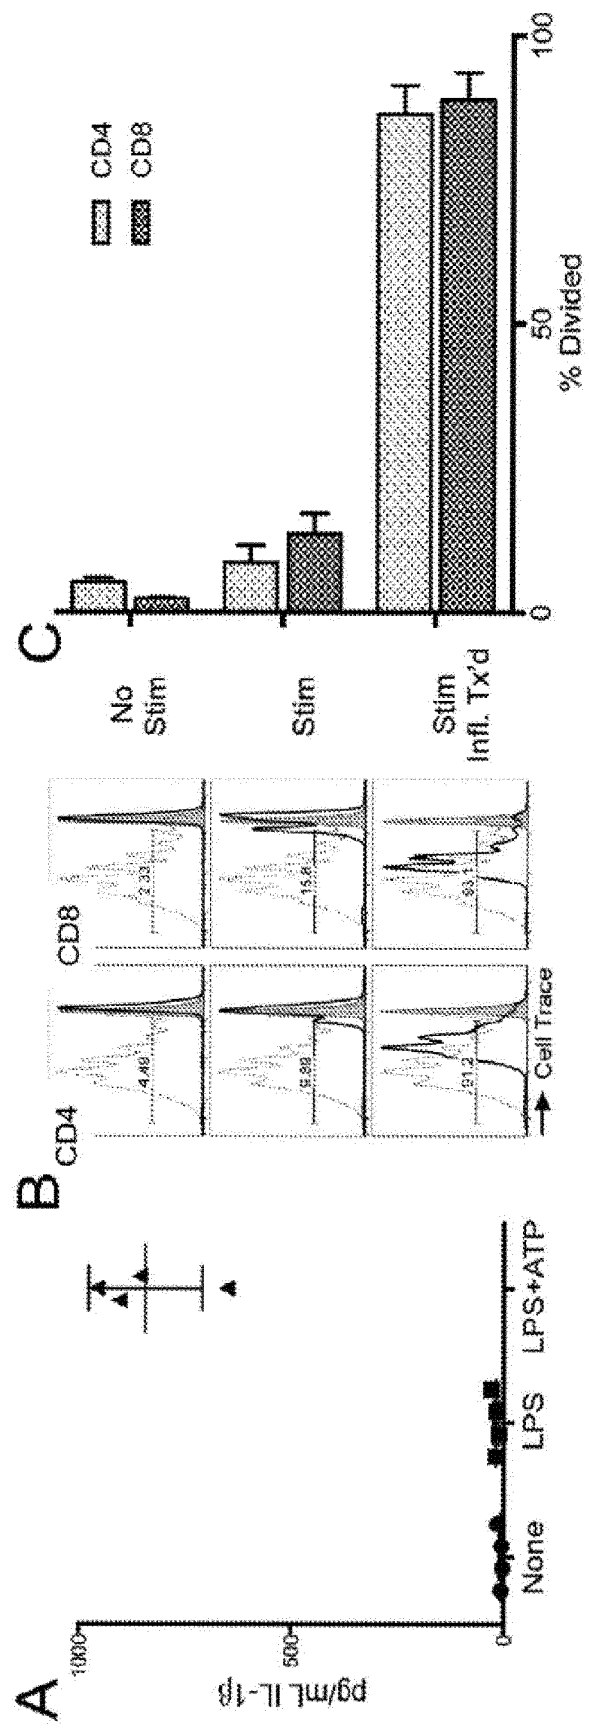 A
pg/mL IL-1β
1000
500
0
None
LPS
LPS+ATP
B
CD4
CD8
4.49
2.33
9.89
15.8
91.2
93.1
Cell Trace
C
No
Stim
Stim
Stim
Infl. Tx'd
CD4
CD8
0
50
100
% Divided